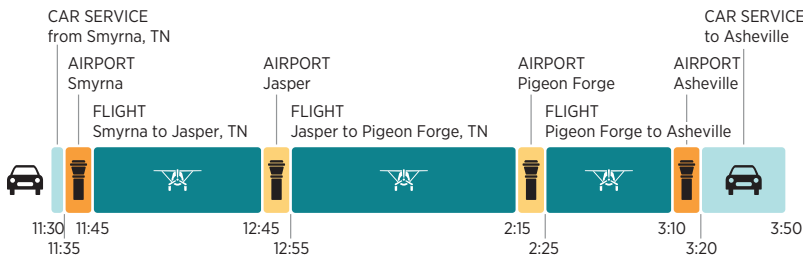 CAR SERVICE
from Smyrna, TN
CAR SERVICE
to Asheville
AIRPORT
Smyrna
AIRPORT
Jasper
AIRPORT
Pigeon Forge
AIRPORT
Asheville
FLIGHT
Smyrna to Jasper, TN
FLIGHT
Jasper to Pigeon Forge, TN
FLIGHT
Pigeon Forge to Asheville
11:30 11:45 12:45 2:15 3:10 3:50
11:35 12:55 2:25 3:20